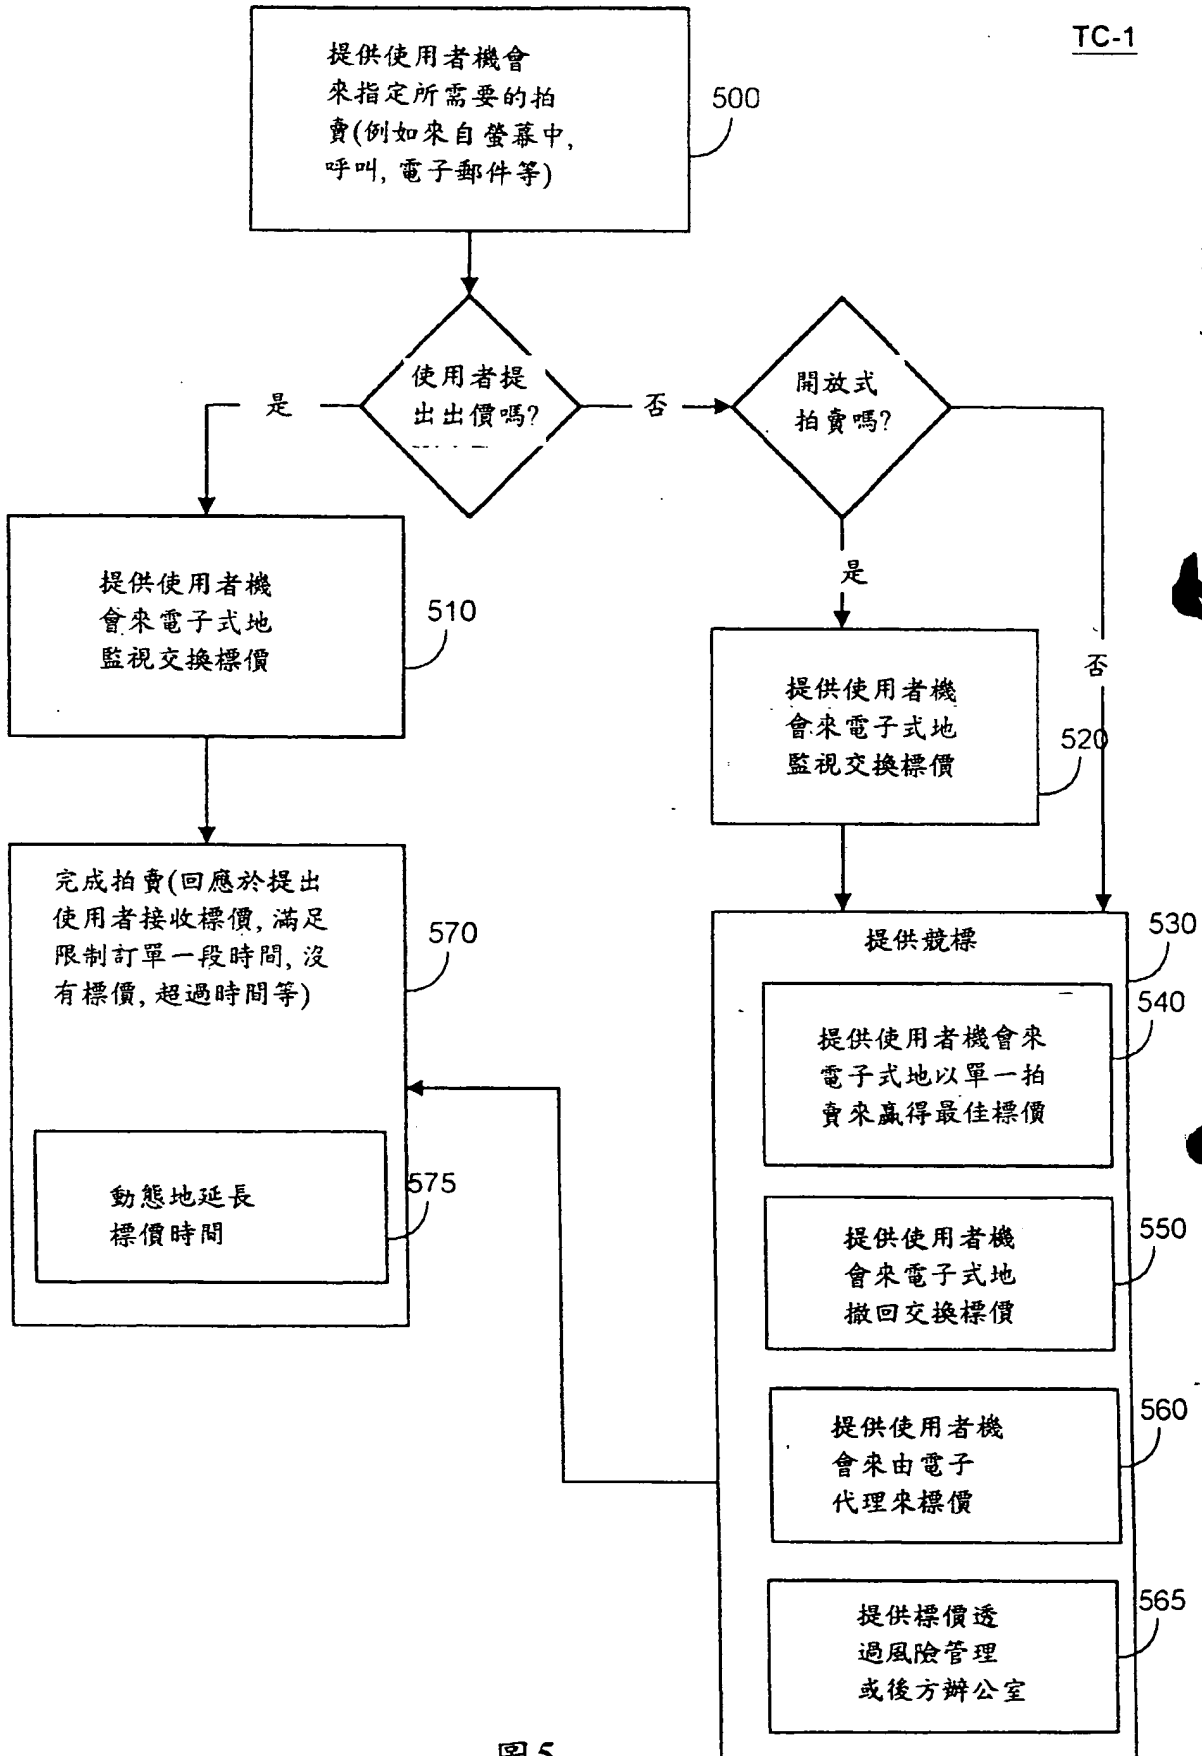 TC-1
提供使用者機會
來指定所需要的拍
賣(例如來自螢幕中,
呼叫, 電子郵件等)
500
使用者提
出出價嗎?
是
否
開放式
拍賣嗎?
是
否
提供使用者機
會來電子式地
監視交換標價
510
提供使用者機
會來電子式地
監視交換標價
520
完成拍賣(回應於提出
使用者接收標價, 滿足
限制訂單一段時間, 沒
有標價, 超過時間等)
570
動態地延長
標價時間
575
提供競標
530
提供使用者機會來
電子式地以單一拍
賣來贏得最佳標價
540
提供使用者機
會來電子式地
撤回交換標價
550
提供使用者機
會來由電子
代理來標價
560
提供標價透
過風險管理
或後方辦公室
565
圖5